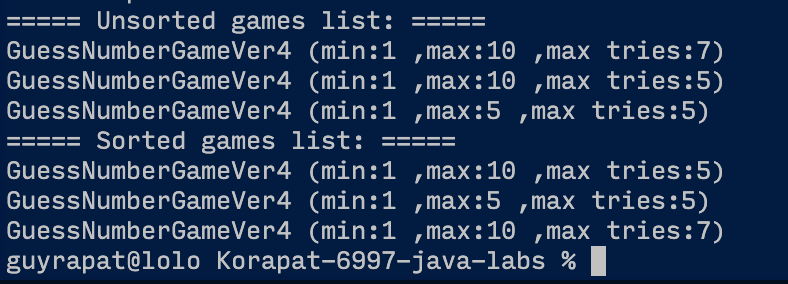 ===== Unsorted games list: =====
GuessNumberGameVer4 (min:1 ,max:10 ,max tries:7)
GuessNumberGameVer4 (min:1 ,max:10 ,max tries:5)
GuessNumberGameVer4 (min:1 ,max:5 ,max tries:5)
===== Sorted games list: =====
GuessNumberGameVer4 (min:1 ,max:10 ,max tries:5)
GuessNumberGameVer4 (min:1 ,max:5 ,max tries:5)
GuessNumberGameVer4 (min:1 ,max:10 ,max tries:7)
guyrapat@lolo Korapat-6997-java-labs %